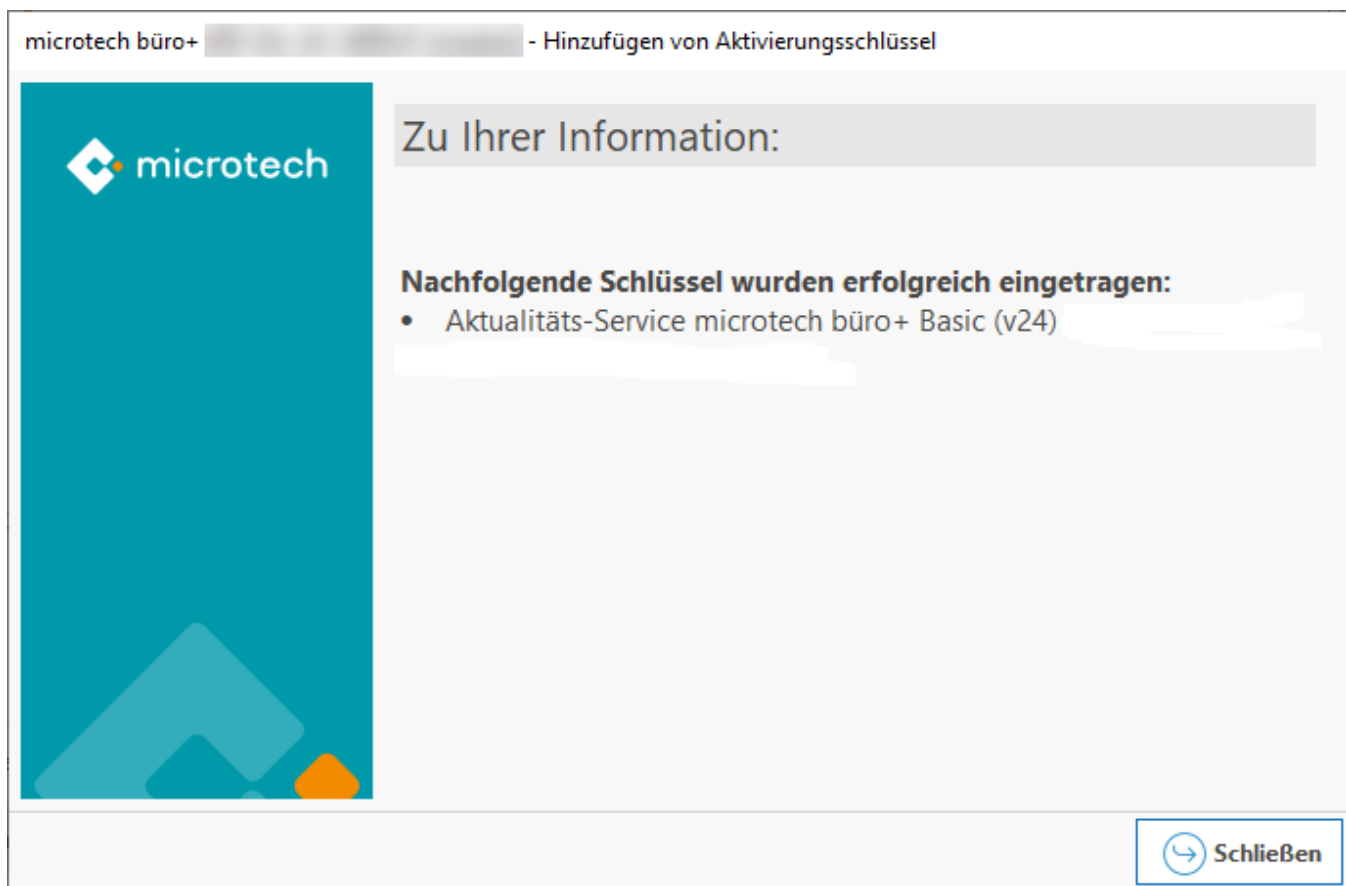 microtech büro+ - Hinzufügen von Aktivierungsschlüssel
microtech
Zu Ihrer Information:
Nachfolgende Schlüssel wurden erfolgreich eingetragen:
• Aktualitäts-Service microtech büro+ Basic (v24)
Schließen